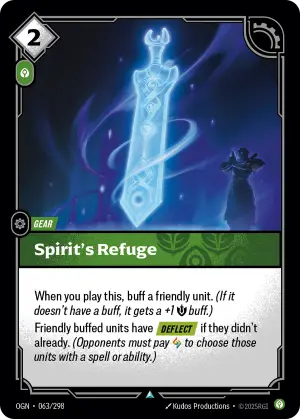 2
GEAR
Spirit's Refuge
When you play this, buff a friendly unit. (If it
doesn't have a buff, it gets a +1 buff.)
Friendly buffed units have DEFLECT if they didn't
already. (Opponents must pay to choose those
units with a spell or ability.)
OGN • 063/298
Kudos Productions • ©2025RGI